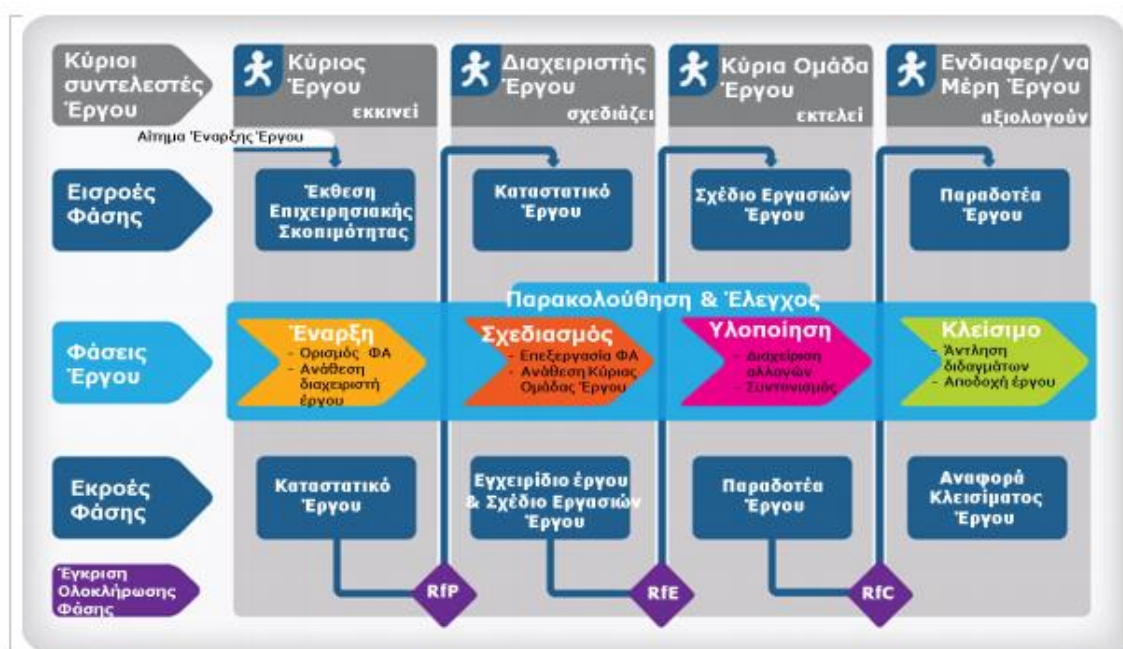 Κύριοι
συντελεστές
Έργου
Κύριος
Έργου
εκκινεί
Διαχειριστής
Έργου
σχεδιάζει
Κύρια Ομάδα
Έργου
εκτελεί
Ενδιαφερ/να
Μέρη Έργου
αξιολογούν
Αίτημα Έναρξης Έργου
Εισροές
Φάσης
Έκθεση
Επιχειρησιακής
Σκοπιμότητας
Καταστατικό
Έργου
Σχέδιο Εργασιών
Έργου
Παραδοτέα
Έργου
Παρακολούθηση & Έλεγχος
Φάσεις
Έργου
Έναρξη
- Ορισμός ΦΑ
- Ανάθεση
διαχειριστή
έργου
Σχεδιασμός
- Επεξεργασία ΦΑ
- Ανάθεση Κύριας
Ομάδας Έργου
Υλοποίηση
- Διαχείριση
αλλαγών
- Συντονισμός
Κλείσιμο
- Άντληση
διδαγμάτων
- Αποδοχή έργου
Εκροές
Φάσης
Καταστατικό
Έργου
Εγχειρίδιο έργου
& Σχέδιο Εργασιών
Έργου
Παραδοτέα
Έργου
Αναφορά
Κλεισίματος
Έργου
Έγκριση
Ολοκλήρωσης
Φάσης
RfP
RfE
RfC